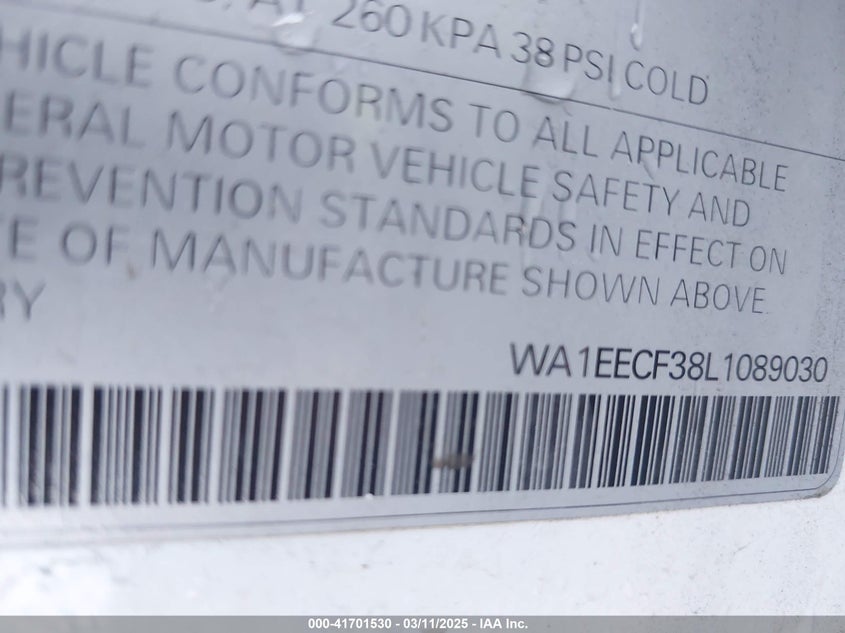 260 KPA 38 PSI COLD
HICLE CONFORMS TO ALL APPLICABLE
ERAL MOTOR VEHICLE SAFETY AND
REVENTION STANDARDS IN EFFECT ON
E OF MANUFACTURE SHOWN ABOVE.
RY
WA1EECF38L1089030
000-41701530 - 03/11/2025 - IAA Inc.